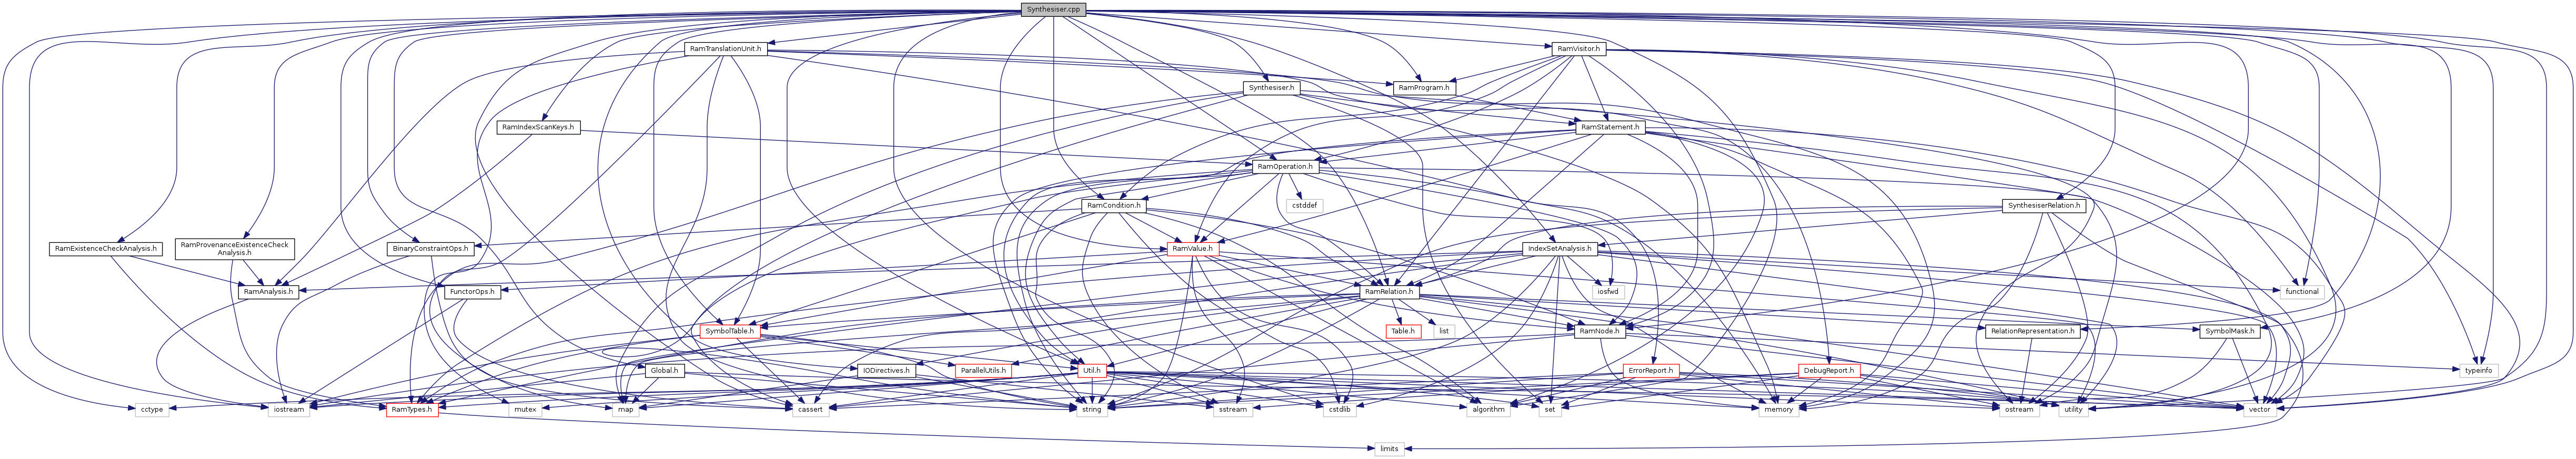 Synthesiser.cpp
RamTranslationUnit.h
RamVisitor.h
Synthesiser.h
RamProgram.h
RamIndexScanKeys.h
RamStatement.h
RamOperation.h
cstddef
RamCondition.h
SynthesiserRelation.h
RamExistenceCheckAnalysis.h
RamProvenanceExistenceCheck
Analysis.h
BinaryConstraintOps.h
RamValue.h
IndexSetAnalysis.h
RamAnalysis.h
FunctorOps.h
RamRelation.h
iosfwd
functional
SymbolTable.h
Table.h
list
RamNode.h
RelationRepresentation.h
SymbolMask.h
Global.h
IODirectives.h
ParallelUtils.h
Util.h
ErrorReport.h
DebugReport.h
typeinfo
cctype
iostream
RamTypes.h
mutex
map
cassert
string
sstream
cstdlib
algorithm
set
memory
ostream
utility
vector
limits